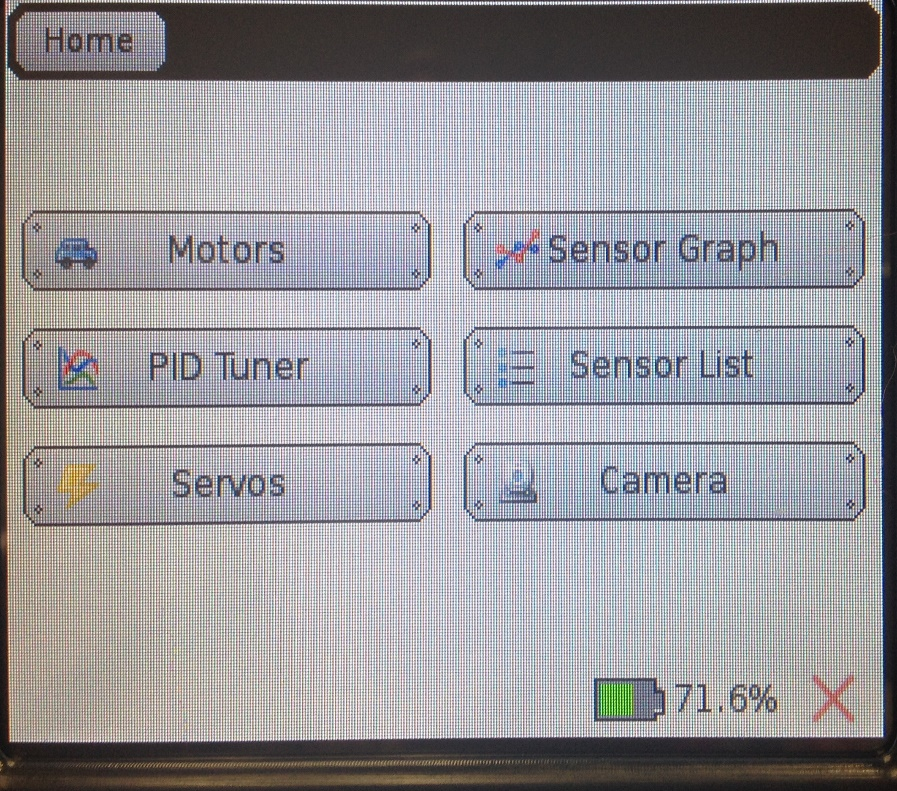 Home
Motors
Sensor Graph
PID Tuner
Sensor List
Servos
Camera
71.6%